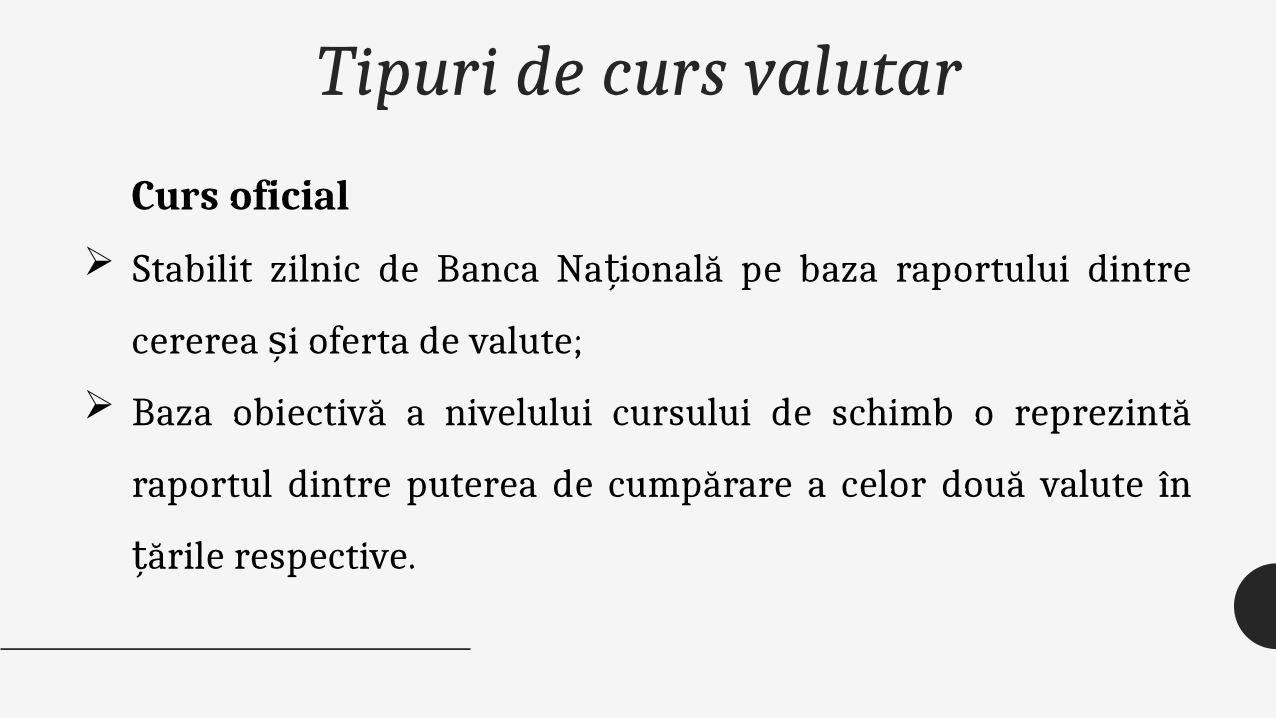 Tipuri de curs valutar
Curs oficial
Stabilit zilnic de Banca Națională pe baza raportului dintre
cererea și oferta de valute;
Baza obiectivă a nivelului cursului de schimb o reprezintă
raportul dintre puterea de cumpărare a celor două valute în
țările respective.